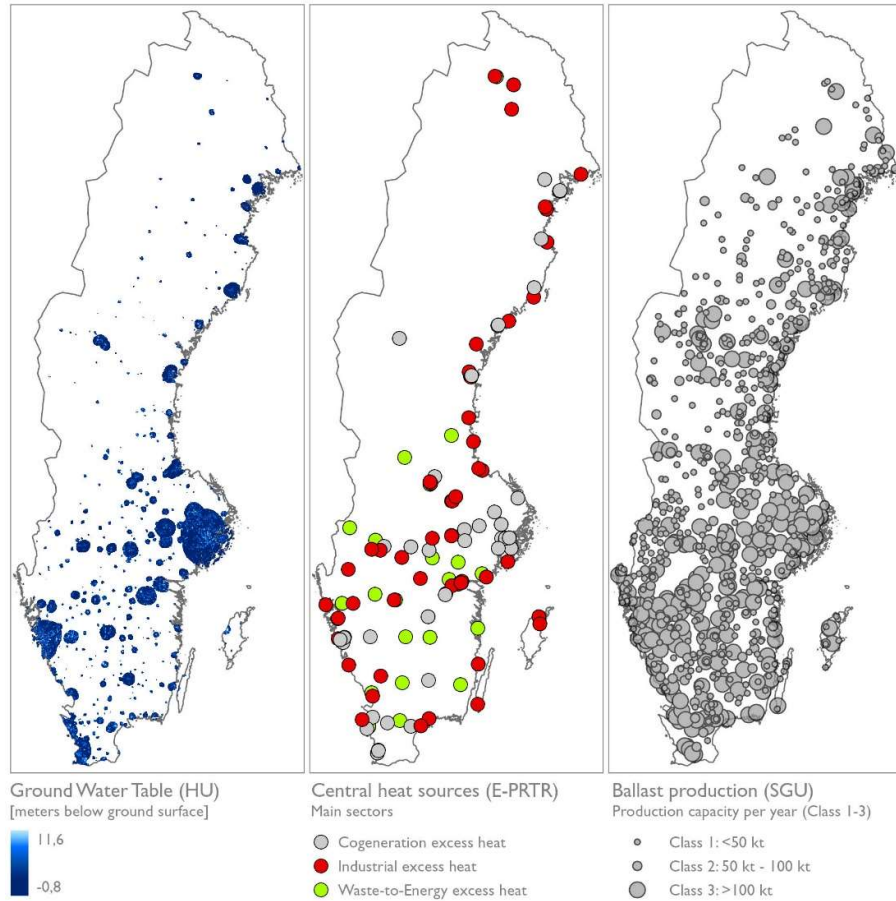 Ground Water Table (HU)
[meters below ground surface]
11,6
-0,8
Central heat sources (E-PRTR)
Main sectors
Cogeneration excess heat
Industrial excess heat
Waste-to-Energy excess heat
Ballast production (SGU)
Production capacity per year (Class 1-3)
Class 1: <50 kt
Class 2: 50 kt - 100 kt
Class 3: >100 kt